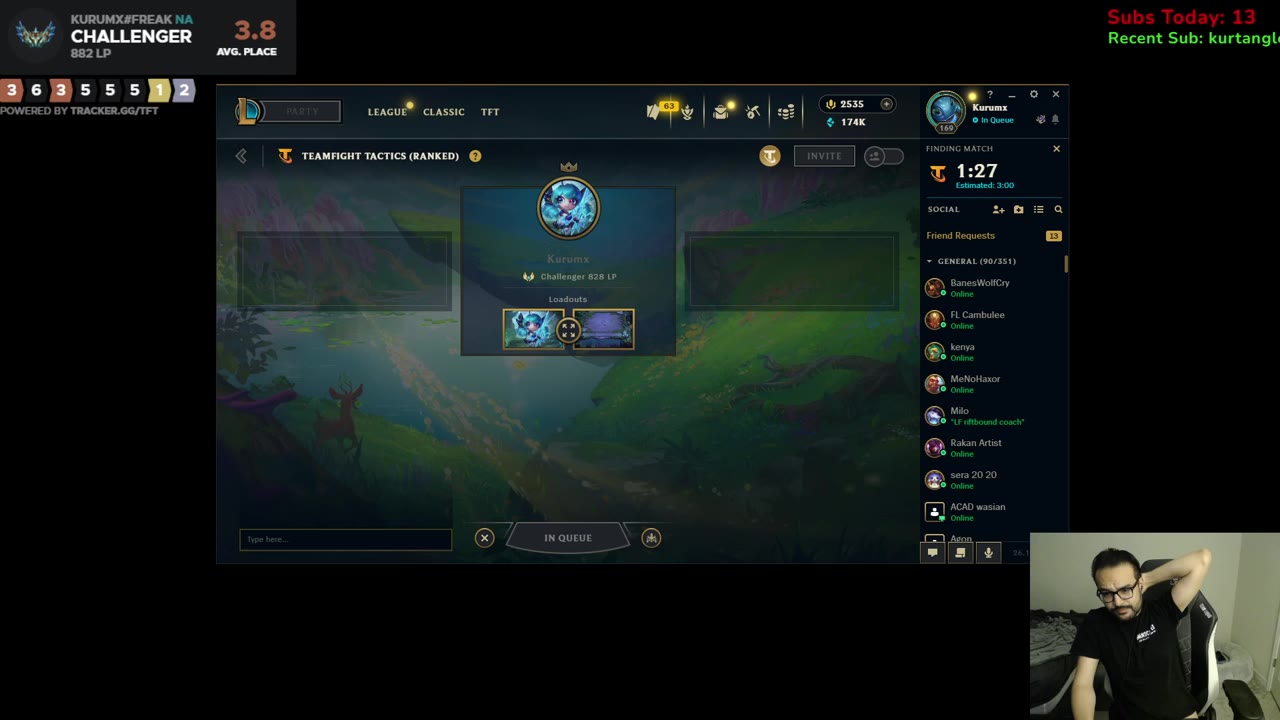 KURUMX#FREAK NA
CHALLENGER
882 LP
3.8
AVG. PLACE
3 6 3 5 5 5 1 2
POWERED BY TRACKER.GG/TFT
Subs Today: 13
Recent Sub: kurtangle
PARTY
LEAGUE
CLASSIC
TFT
63
2535
174K
169
Kurumx
In Queue
TEAMFIGHT TACTICS (RANKED)
INVITE
FINDING MATCH
1:27
Estimated: 3:00
SOCIAL
Friend Requests
13
GENERAL (90/351)
BanesWolfCry
Online
FL Cambulee
Online
kenya
Online
MeNoHaxor
Online
Milo
"LF riftbound coach"
Rakan Artist
Online
sera 20 20
Online
ACAD wasian
Online
Agon
Kurumx
Challenger 828 LP
Loadouts
Type here...
IN QUEUE
26.1